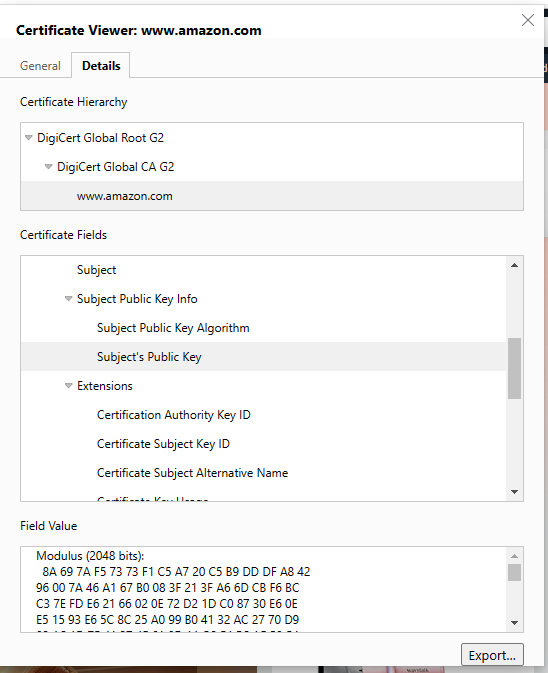 Certificate Viewer: www.amazon.com
General
Details
Certificate Hierarchy
DigiCert Global Root G2
DigiCert Global CA G2
www.amazon.com
Certificate Fields
Subject
Subject Public Key Info
Subject Public Key Algorithm
Subject's Public Key
Extensions
Certification Authority Key ID
Certificate Subject Key ID
Certificate Subject Alternative Name
Certificate Key Usage
Field Value
Modulus (2048 bits):
8A 69 7A F5 73 73 F1 C5 A7 20 C5 B9 DD DF A8 42
96 00 7A 46 A1 67 B0 08 3F 21 3F A6 6D CB F6 BC
C3 7E FD E6 21 66 02 0E 72 D2 1D C0 87 30 E6 0E
E5 15 93 E6 5C 8C 25 A0 99 B0 41 32 AC 27 70 D9
Export...